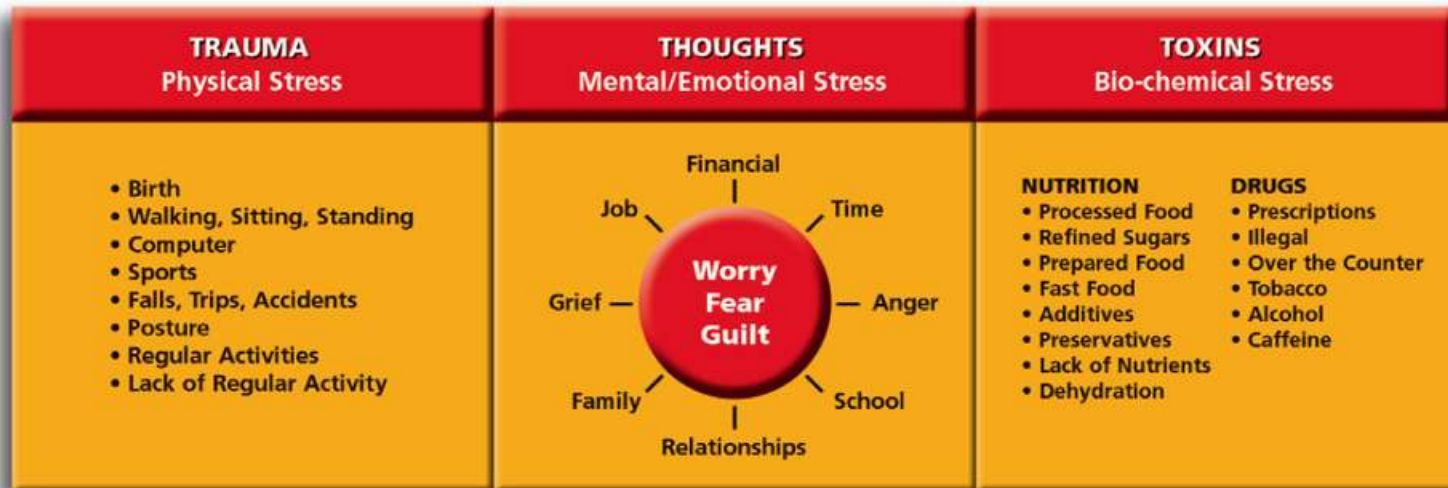 TRAUMA
Physical Stress
• Birth
• Walking, Sitting, Standing
• Computer
• Sports
• Falls, Trips, Accidents
• Posture
• Regular Activities
• Lack of Regular Activity
THOUGHTS
Mental/Emotional Stress
Financial
Job
Time
Worry
Fear
Guilt
Grief
Anger
Family
School
Relationships
TOXINS
Bio-chemical Stress
NUTRITION
• Processed Food
• Refined Sugars
• Prepared Food
• Fast Food
• Additives
• Preservatives
• Lack of Nutrients
• Dehydration
DRUGS
• Prescriptions
• Illegal
• Over the Counter
• Tobacco
• Alcohol
• Caffeine